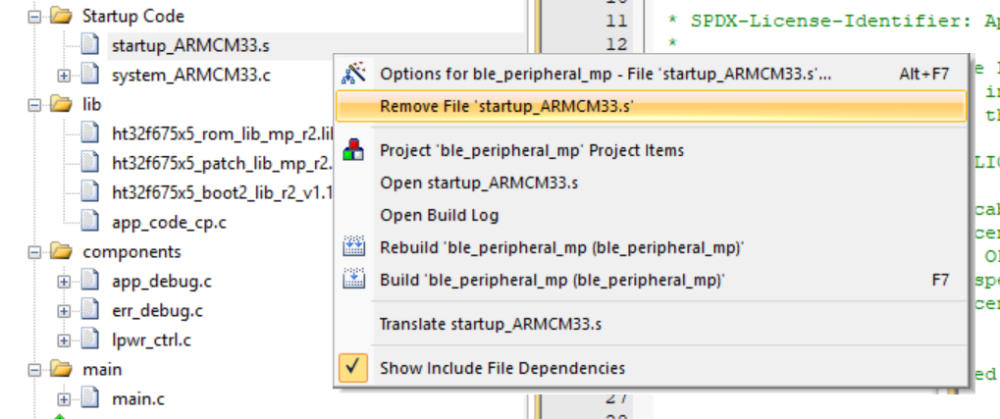 Startup Code
startup_ARMCM33.s
system_ARMCM33.c
lib
ht32f675x5_rom_lib_mp_r2.lil
ht32f675x5_patch_lib_mp_r2.
ht32f675x5_boot2_lib_r2_v1.1
app_code_cp.c
components
app_debug.c
err_debug.c
lpwr_ctrl.c
main
main.c
Options for ble_peripheral_mp - File 'startup_ARMCM33.s'... Alt+F7
Remove File 'startup_ARMCM33.s'
Project 'ble_peripheral_mp' Project Items
Open startup_ARMCM33.s
Open Build Log
Rebuild 'ble_peripheral_mp (ble_peripheral_mp)'
Build 'ble_peripheral_mp (ble_peripheral_mp)' F7
Translate startup_ARMCM33.s
Show Include File Dependencies
11 * SPDX-License-Identifier: Ap
12 *
27